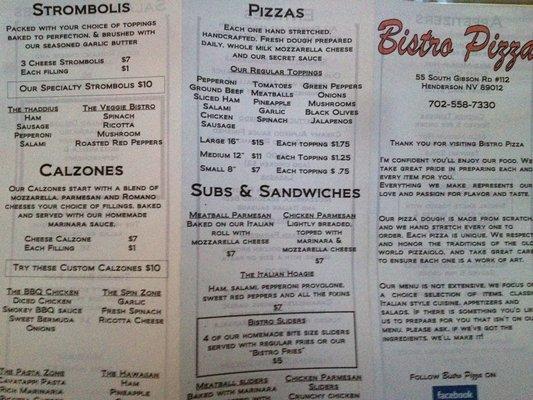 Strombolis
Packed with your choice of toppings
baked to perfection, & brushed with
our seasoned garlic butter
3 Cheese Strombolis $7
Each filling $1
Our Specialty Strombolis $10
The thaddius
Ham
Sausage
Pepperoni
Salami
The Veggie Bistro
Spinach
Ricotta
Mushroom
Roasted Red Peppers
Calzones
Our Calzones start with a blend of
mozzarella, parmesan and Romano
cheeses your choice of fillings, baked
and served with our homemade
marinara sauce.
Cheese Calzone $7
Each Filling $1
Try these Custom Calzones $10
The BBQ Chicken
Diced Chicken
Smokey BBQ sauce
Sweet Bermuda
Onions
The Spin Zone
Garlic
Fresh Spinach
Ricotta Cheese
The Pasta Zone
Cavatappi Pasta
Rich Marinaria
The Hawaiian
Ham
Pineapple
Pizzas
Each one hand stretched,
handcrafted, Fresh dough prepared
daily, whole milk mozzarella cheese
and our secret sauce
Our Regular Toppings
Pepperoni
Ground Beef
Sliced Ham
Salami
Chicken
Sausage
Tomatoes
Meatballs
Pineapple
Garlic
Spinach
Green Peppers
Onions
Mushrooms
Black Olives
Jalapenos
Large 16" $15 Each topping $1.75
Medium 12" $11 Each Topping $1.25
Small 8" $7 Each topping $ .75
Subs & Sandwiches
Meatball Parmesan
Baked on our Italian
roll with
mozzarella cheese
$7
Chicken Parmesan
Lightly breaded,
topped with
marinara &
mozzarella cheese
$7
The Italian Hoagie
Ham, salami, pepperoni, provolone,
sweet red peppers and all the fixins
$7
Bistro Sliders
4 of our homemade bite size sliders
served with regular fries or our
"Bistro Fries"
$5
Meatball sliders
Baked with marinara
Chicken Parmesan
Sliders
Crunchy chicken
Bistro Pizza
55 South Gibson Rd #112
Henderson NV 89012
702-558-7330
Thank you for visiting Bistro Pizza
I'm confident you'll enjoy our food. We
take great pride in preparing each and
every item for you.
Everything we make represents our
love and passion for flavor and taste.
Our pizza dough is made from scratch,
and we hand stretch every one to
order. Each pizza is unique. We respect
and honor the traditions of the old
world pizzaiolo, and take great care
to ensure each one is a work of art.
Our menu is not extensive, we focus on
a choice selection of items, classic
Italian style cuisine, appetizers and
salads. If there is something you'd like
us to prepare for you that isn't on our
menu, please ask, if we've got the
ingredients, we'll make it!
Follow Bistro Pizza on
facebook